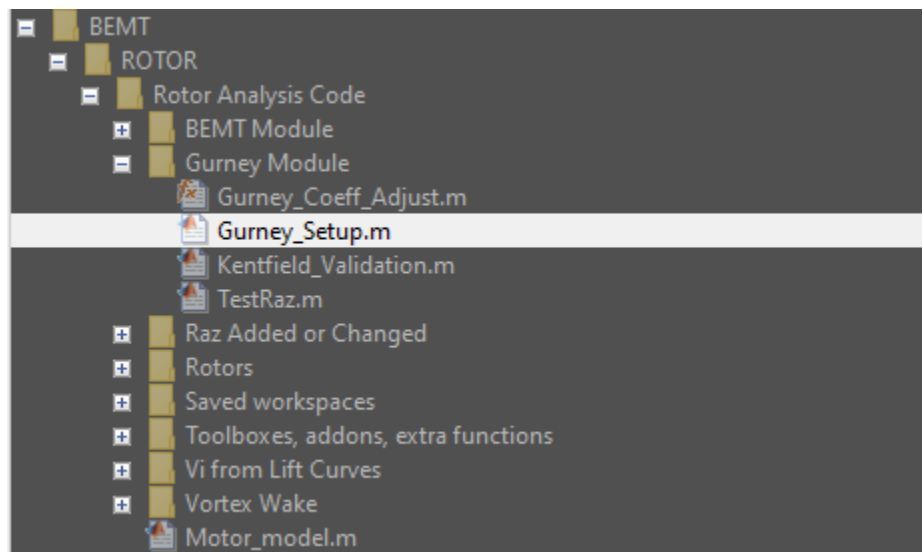 BEMT
ROTOR
Rotor Analysis Code
BEMT Module
Gurney Module
Gurney_Coeff_Adjust.m
Gurney_Setup.m
Kentfield_Validation.m
TestRaz.m
Raz Added or Changed
Rotors
Saved workspaces
Toolboxes, addons, extra functions
Vi from Lift Curves
Vortex Wake
Motor_model.m